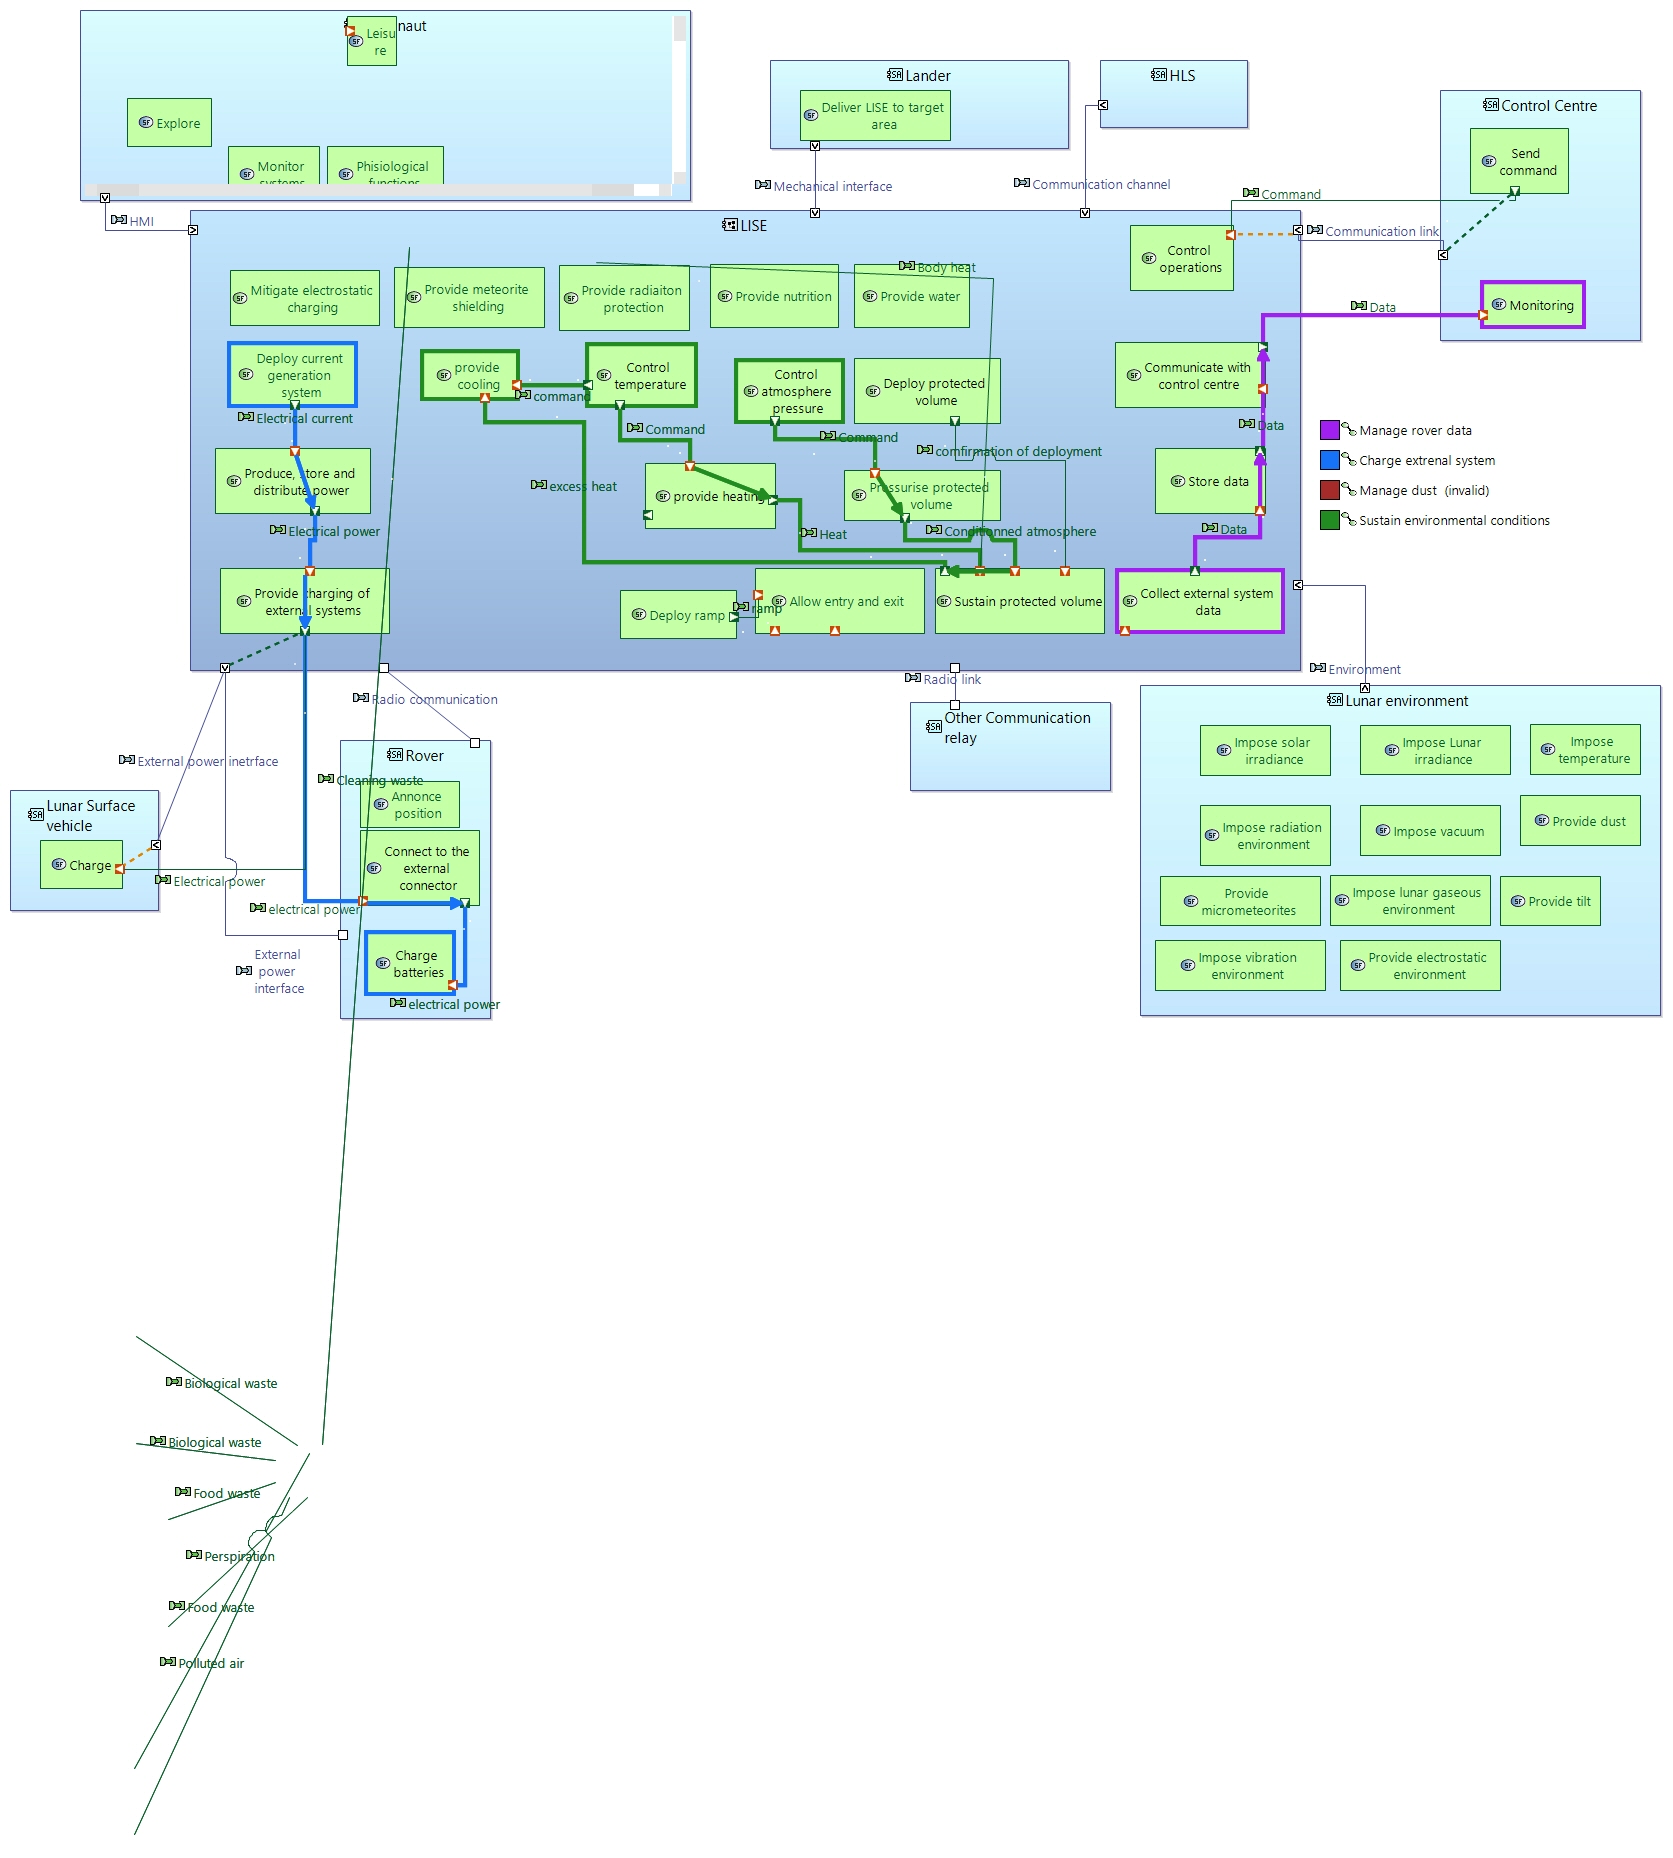 naut
Leisu
re
Explore
Monitor
systems
Phisiological
functions
HMI
Lander
Deliver LISE to target
area
Mechanical interface
HLS
Communication channel
Control Centre
Send
command
Command
Communication link
Monitoring
Data
LISE
Control
operations
Body heat
Mitigate electrostatic
charging
Provide meteorite
shielding
Provide radiaiton
protection
Provide nutrition
Provide water
Deploy current
generation
system
provide
cooling
Control
temperature
Control
atmosphere
pressure
Deploy protected
volume
Communicate with
control centre
command
Electrical current
Command
Command
Data
comfirmation of deployment
Produce, store and
distribute power
excess heat
provide heating
Pressurise protected
volume
Store data
Electrical power
Heat
Conditionned atmosphere
Data
Provide charging of
external systems
Deploy ramp
ramp
Allow entry and exit
Sustain protected volume
Collect external system
data
Manage rover data
Charge extrenal system
Manage dust  (invalid)
Sustain environmental conditions
Radio communication
Radio link
Environment
Other Communication
relay
Lunar environment
Impose solar
irradiance
Impose Lunar
irradiance
Impose
temperature
Impose radiation
environment
Impose vacuum
Provide dust
Provide
micrometeorites
Impose lunar gaseous
environment
Provide tilt
Impose vibration
environment
Provide electrostatic
environment
External power inetrface
Rover
Cleaning waste
Annonce
position
Connect to the
external
connector
Lunar Surface
vehicle
Charge
Electrical power
electrical power
Charge
batteries
External
power
interface
electrical power
Biological waste
Biological waste
Food waste
Perspiration
Food waste
Polluted air